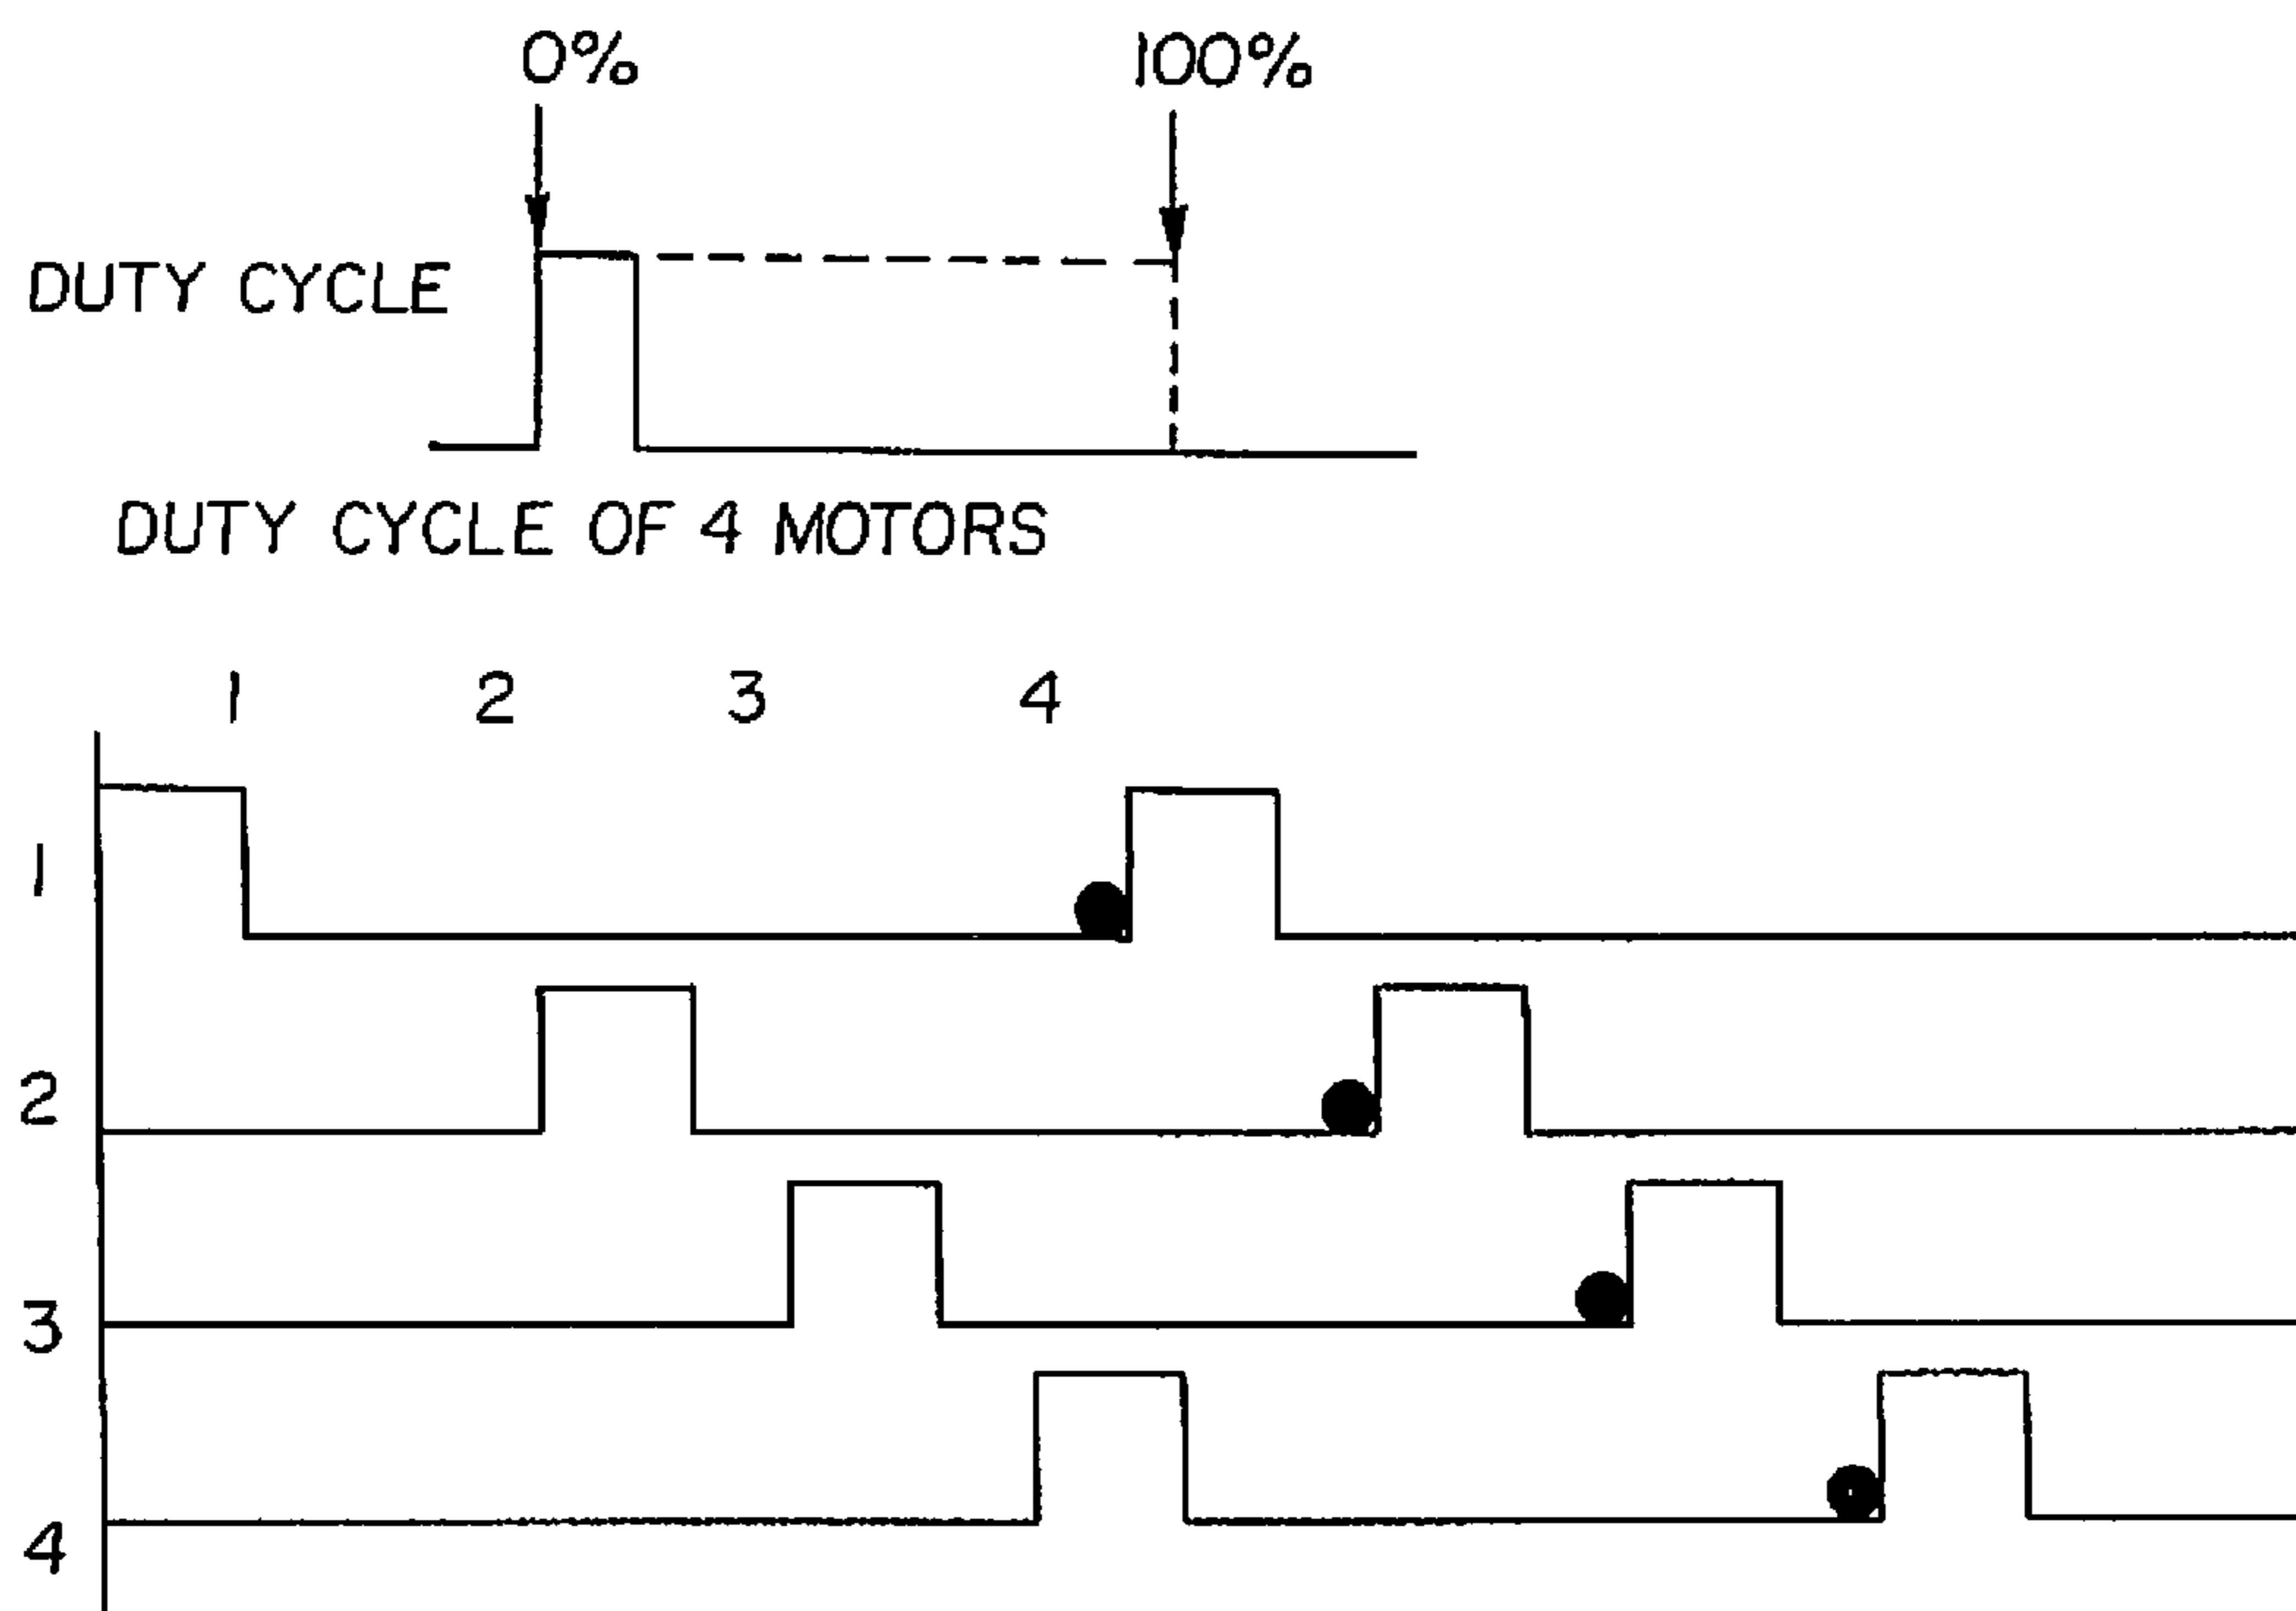 0% 100%
DUTY CYCLE
DUTY CYCLE OF 4 MOTORS
1 2 3 4
1
2
3
4